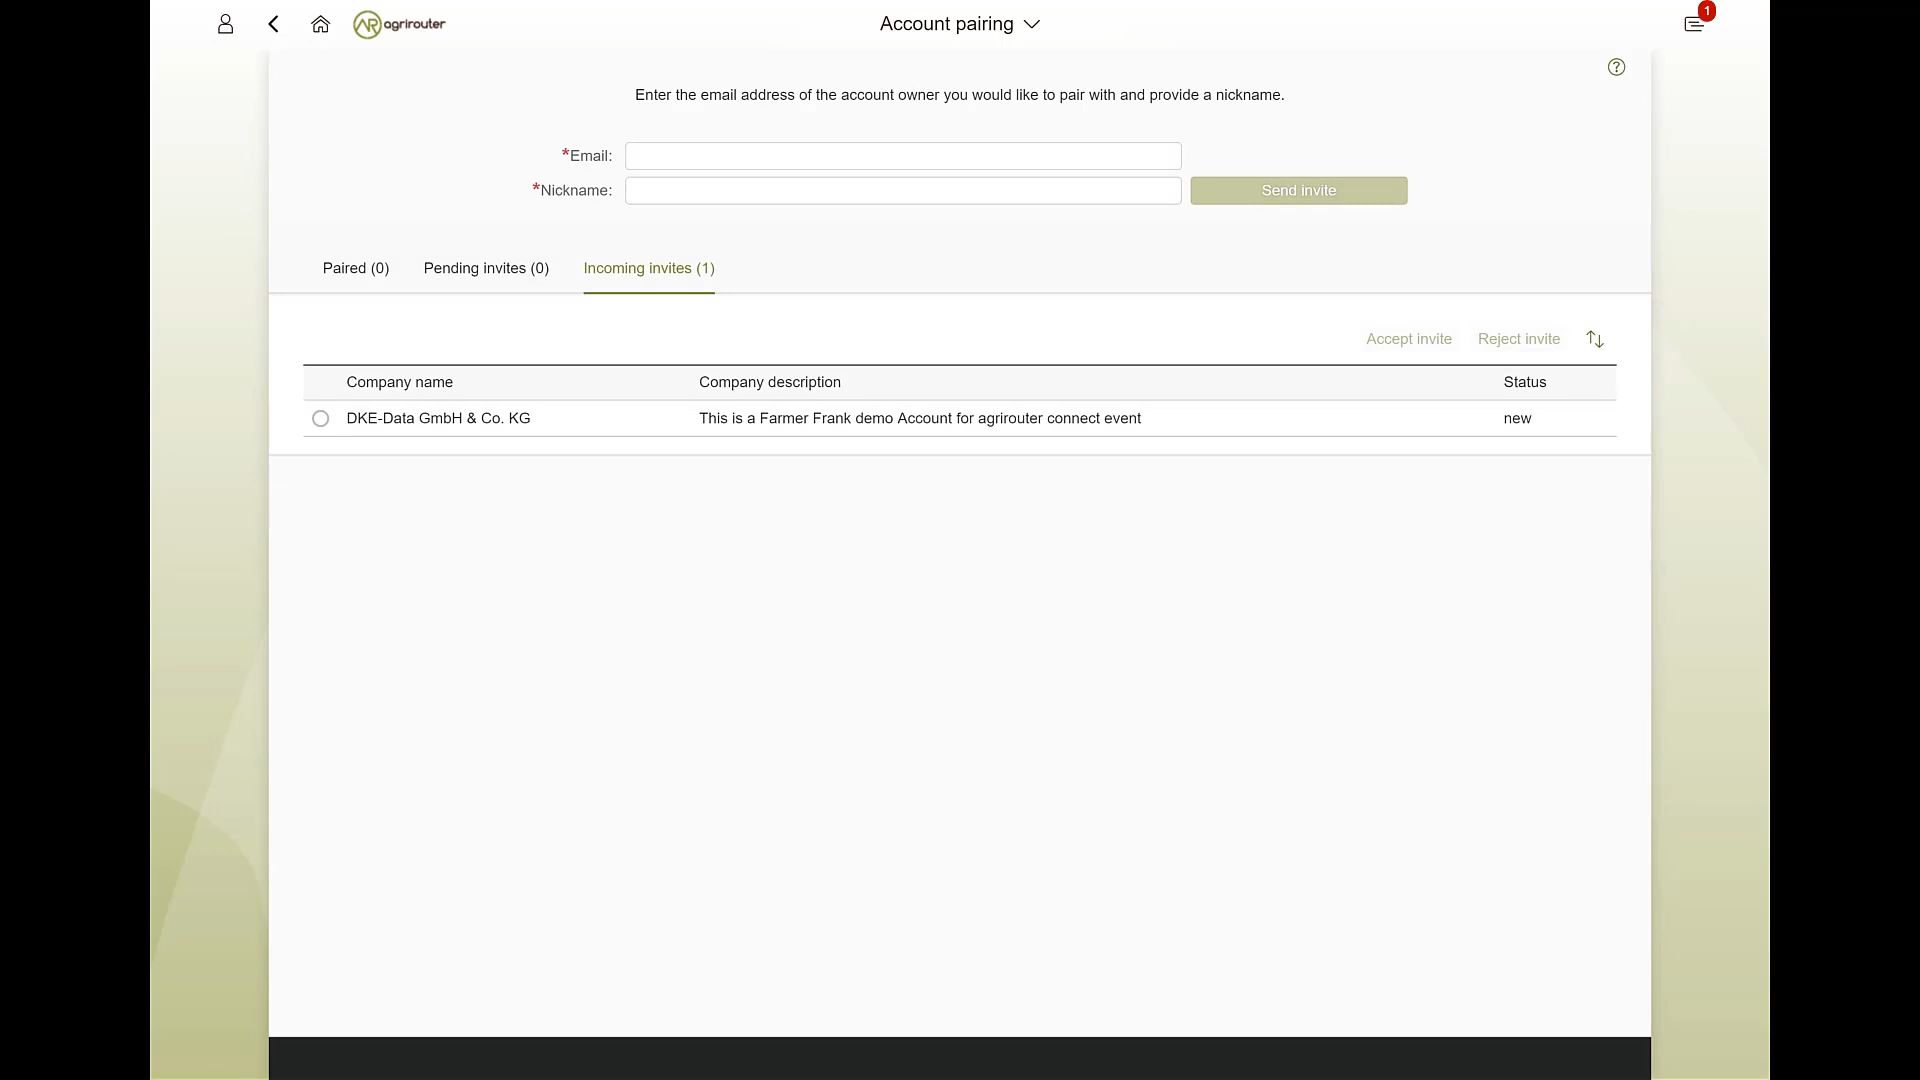 AR agrirouter
Account pairing
1
Enter the email address of the account owner you would like to pair with and provide a nickname.
*Email:
*Nickname:
Send invite
Paired (0) Pending invites (0) Incoming invites (1)
Accept invite Reject invite
Company name Company description Status
DKE-Data GmbH & Co. KG This is a Farmer Frank demo Account for agrirouter connect event new